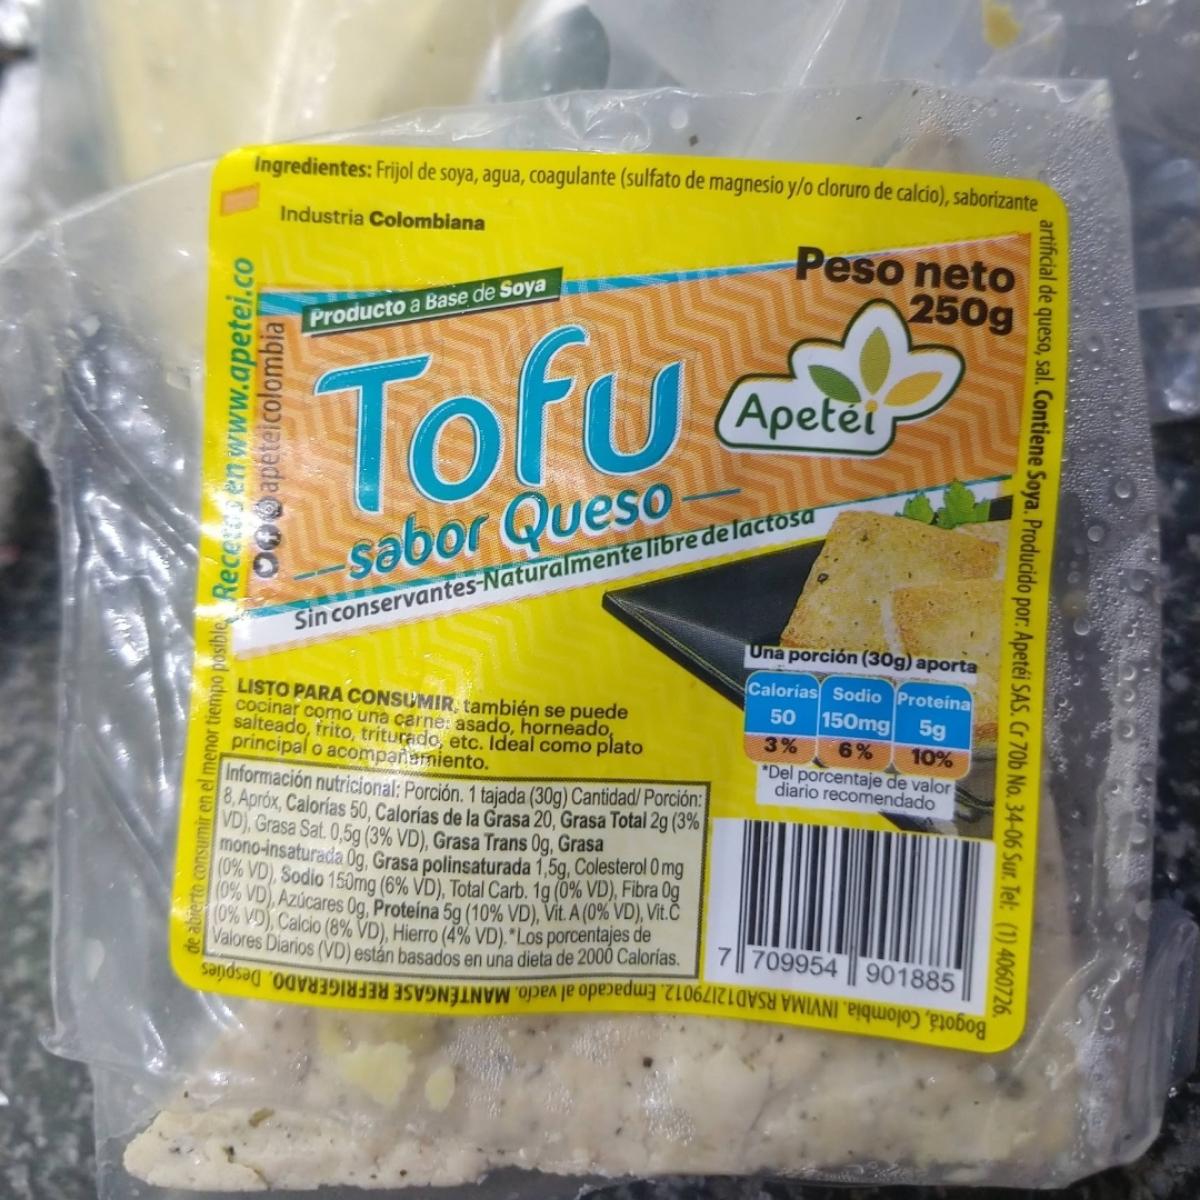 Ingredientes: Frijol de soya, agua, coagulante (sulfato de magnesio y/o cloruro de calcio), saborizante
artificial de queso, sal. Contiene Soya. Producido por: Apetéi SAS. Cr 70b No. 34-06 Sur. Tel: (1) 4060726.
Bogotá, Colombia. INVIMA RSAD12I79012. Empacado al vacío. MANTÉNGASE REFRIGERADO. Despúes
de abierto consumir en el menor tiempo posible.
Recetas en www.apetei.co
apeteicolombia
Industria Colombiana
Peso neto
250g
Producto a Base de Soya
Tofu
sabor Queso
Apetéi
Sin conservantes-Naturalmente libre de lactosa
LISTO PARA CONSUMIR, también se puede
cocinar como una carne: asado, horneado,
salteado, frito, triturado, etc. Ideal como plato
principal o acompañamiento.
Una porción (30g) aporta
Calorías Sodio Proteína
50 150mg 5g
3% 6% 10%
*Del porcentaje de valor
diario recomendado
Información nutricional: Porción. 1 tajada (30g) Cantidad/ Porción:
8, Apróx, Calorías 50, Calorías de la Grasa 20, Grasa Total 2g (3%
VD), Grasa Sat. 0,5g (3% VD), Grasa Trans 0g, Grasa
mono-insaturada 0g, Grasa polinsaturada 1,5g, Colesterol 0 mg
(0% VD), Sodio 150mg (6% VD), Total Carb. 1g (0% VD), Fibra 0g
(0% VD), Azúcares 0g, Proteína 5g (10% VD), Vit. A (0% VD), Vit.C
(0% VD), Calcio (8% VD), Hierro (4% VD).*Los porcentajes de
Valores Diarios (VD) están basados en una dieta de 2000 Calorías.
7 709954 901885